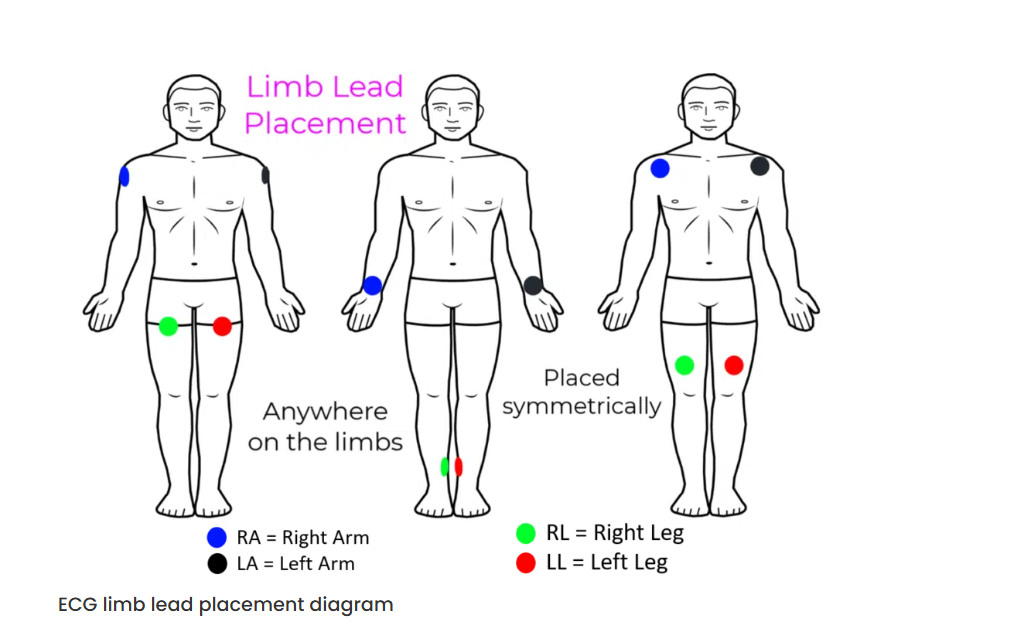 Limb Lead
Placement
Anywhere
on the limbs
Placed
symmetrically
RA = Right Arm
LA = Left Arm
RL = Right Leg
LL = Left Leg
ECG limb lead placement diagram